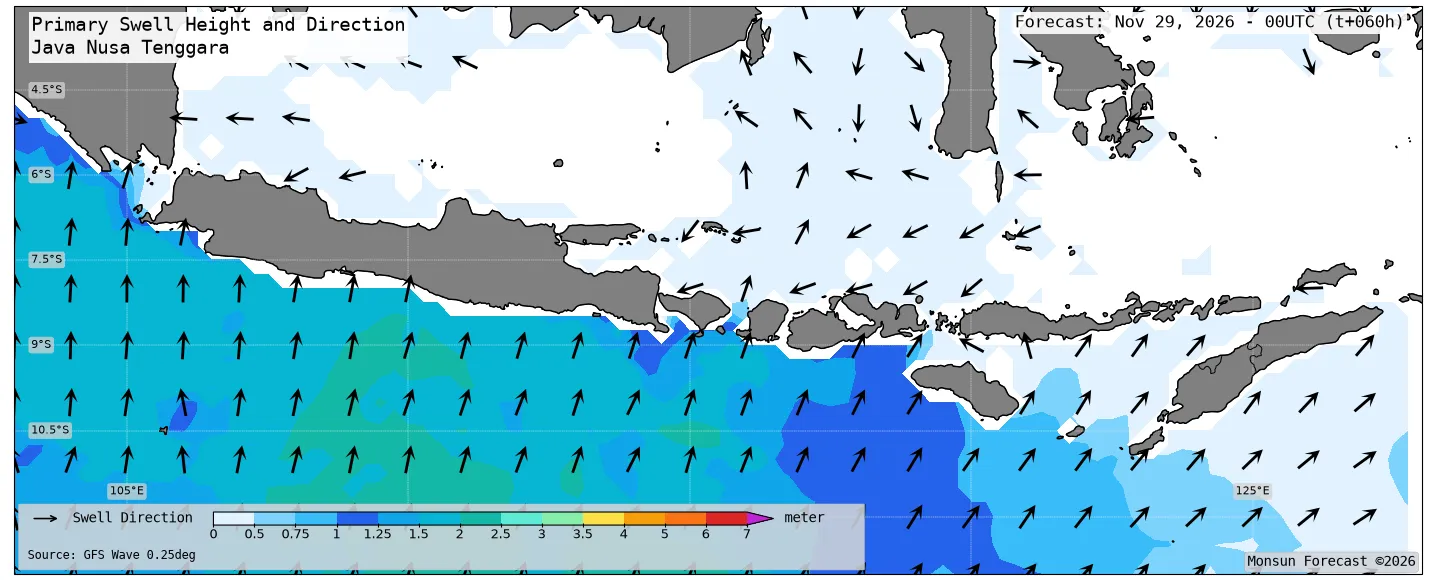 Primary Swell Height and Direction
Java Nusa Tenggara
Forecast: Nov 29, 2026 - 00UTC (t+060h)
4.5°S
6°S
7.5°S
9°S
10.5°S
105°E
125°E
Swell Direction
0 0.5 0.75 1 1.25 1.5 2 2.5 3 3.5 4 5 6 7
meter
Source: GFS Wave 0.25deg
Monsun Forecast ©2026